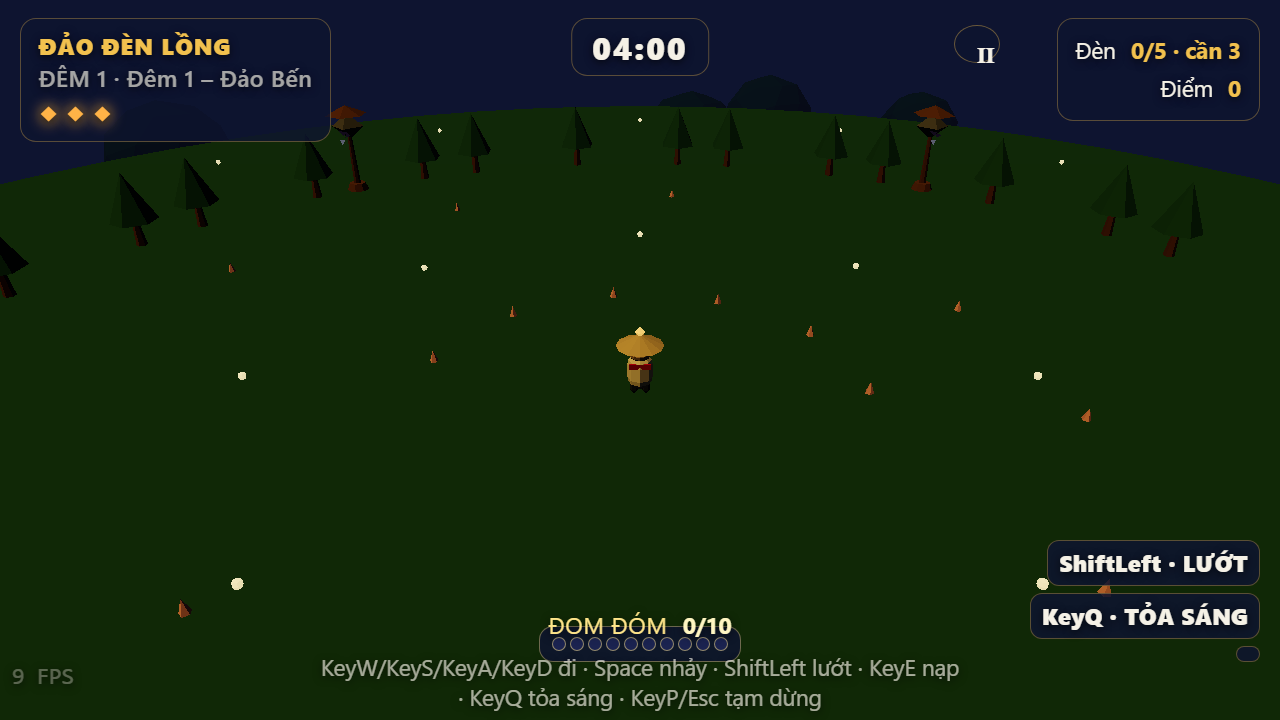 ĐẢO ĐÈN LỒNG
ĐÊM 1 · Đêm 1 – Đảo Bến
04:00
II
Đèn 0/5 · cần 3
Điểm 0
ShiftLeft · LƯỚT
KeyQ · TỎA SÁNG
ĐOM ĐÓM 0/10
KeyW/KeyS/KeyA/KeyD đi · Space nhảy · ShiftLeft lướt · KeyE nạp
· KeyQ tỏa sáng · KeyP/Esc tạm dừng
9 FPS